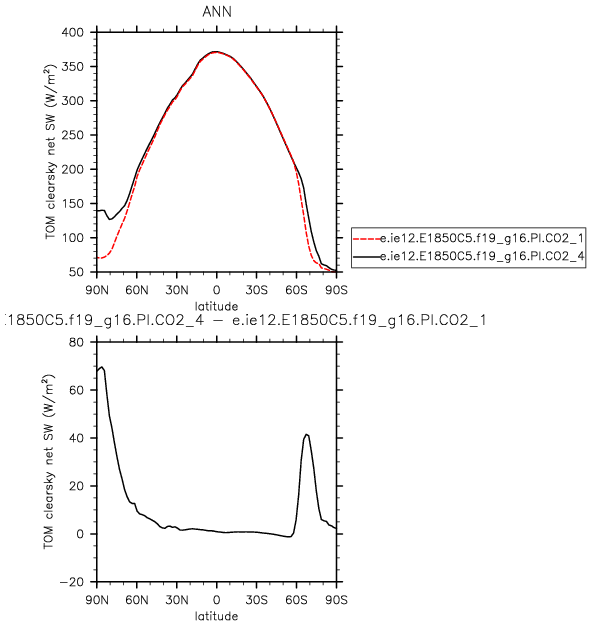 ANN
TOM clearsky net SW (W/m²)
400
350
300
250
200
150
100
50
90N 60N 30N 0 30S 60S 90S
latitude
e.ie12.E1850C5.f19_g16.PI.CO2_1
e.ie12.E1850C5.f19_g16.PI.CO2_4
.1850C5.f19_g16.PI.CO2_4 − e.ie12.E1850C5.f19_g16.PI.CO2_1
TOM clearsky net SW (W/m²)
80
60
40
20
0
−20
90N 60N 30N 0 30S 60S 90S
latitude